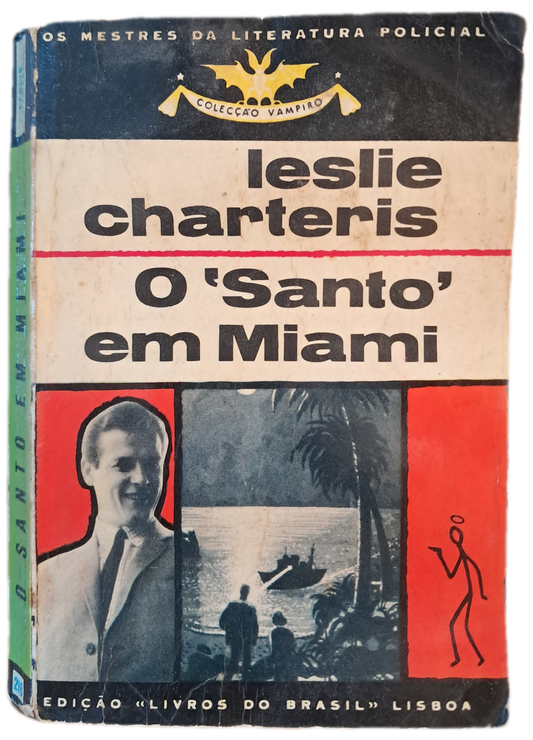 OS MESTRES DA LITERATURA POLICIAL
COLECÇÃO VAMPIRO
leslie
charteris
O ‘Santo’
em Miami
EDIÇÃO «LIVROS DO BRASIL» LISBOA
O SANTO EM MIAMI